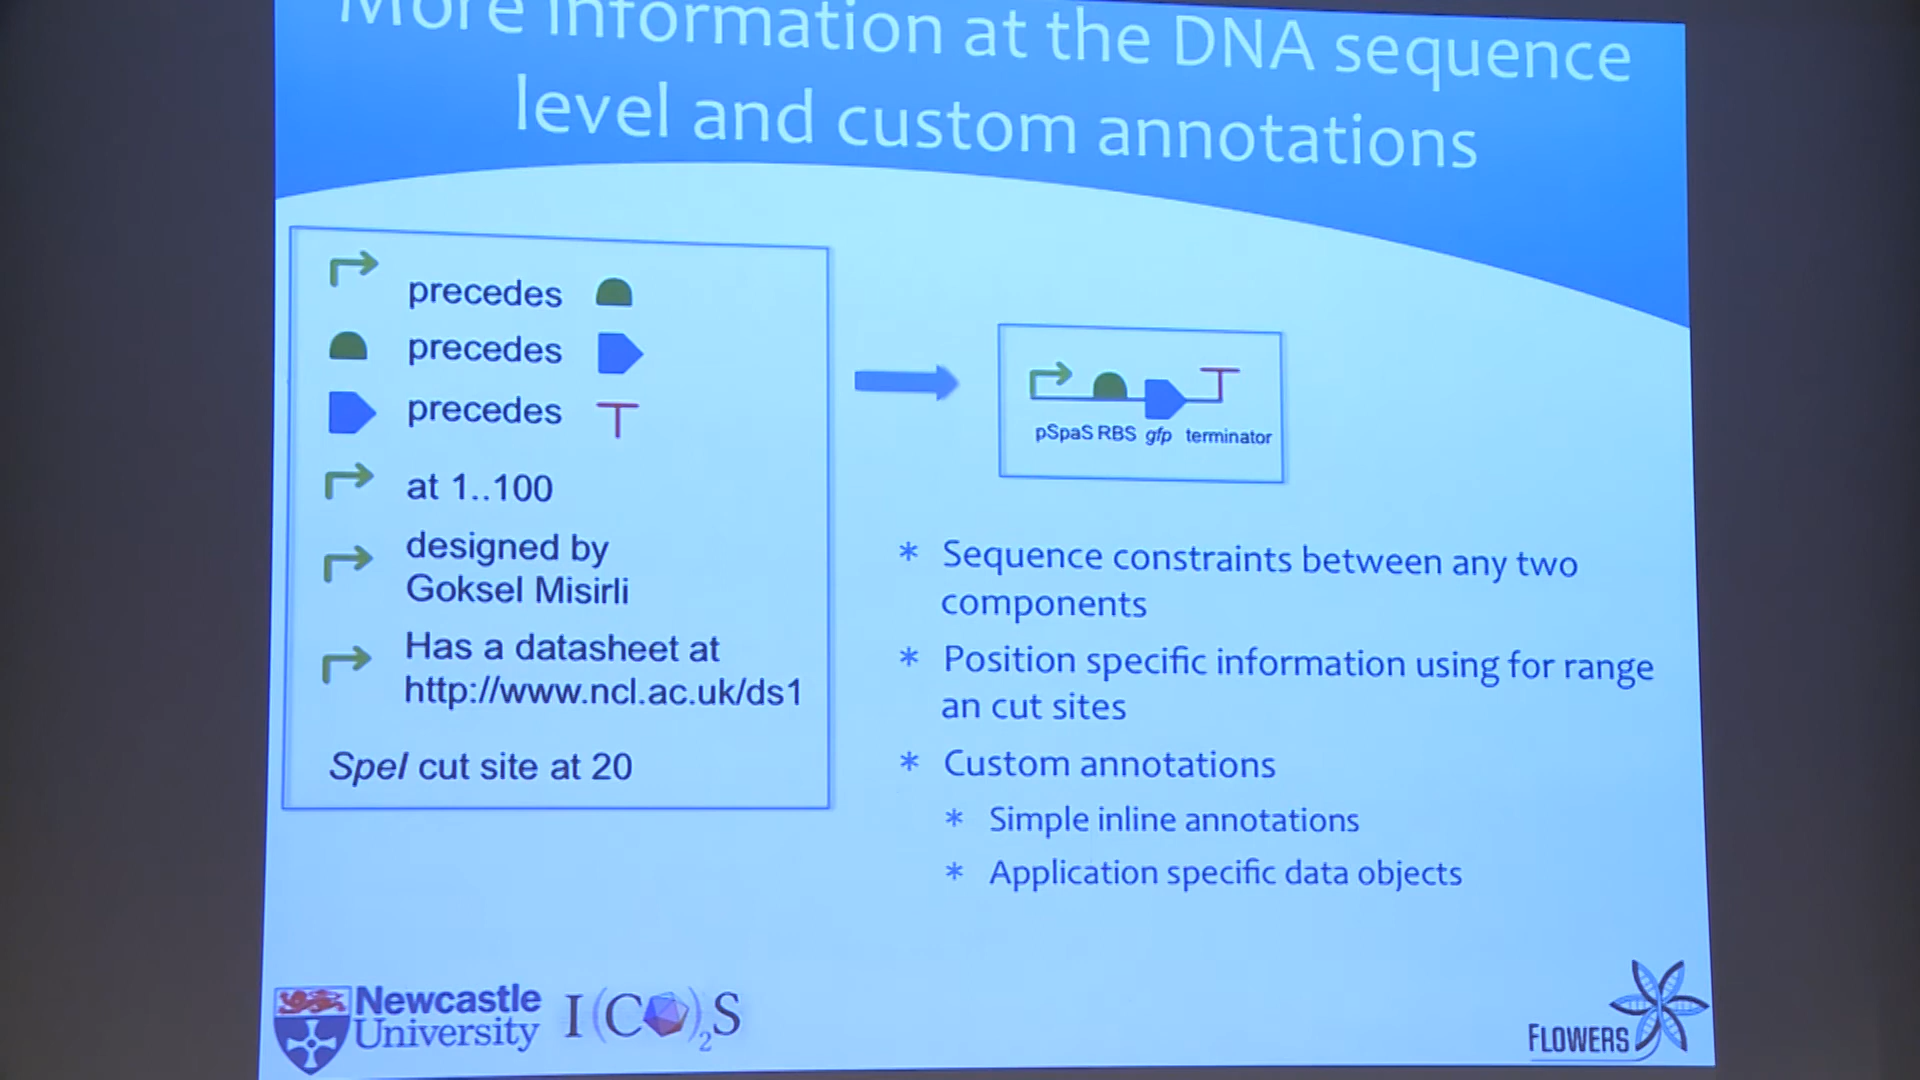 More information at the DNA sequence
level and custom annotations
precedes
precedes
precedes
at 1..100
designed by
Goksel Misirli
Has a datasheet at
http://www.ncl.ac.uk/ds1
SpeI cut site at 20
pSpaS RBS gfp terminator
* Sequence constraints between any two
components
* Position specific information using for range
an cut sites
* Custom annotations
* Simple inline annotations
* Application specific data objects
Newcastle
University
I(CO)₂S
FLOWERS